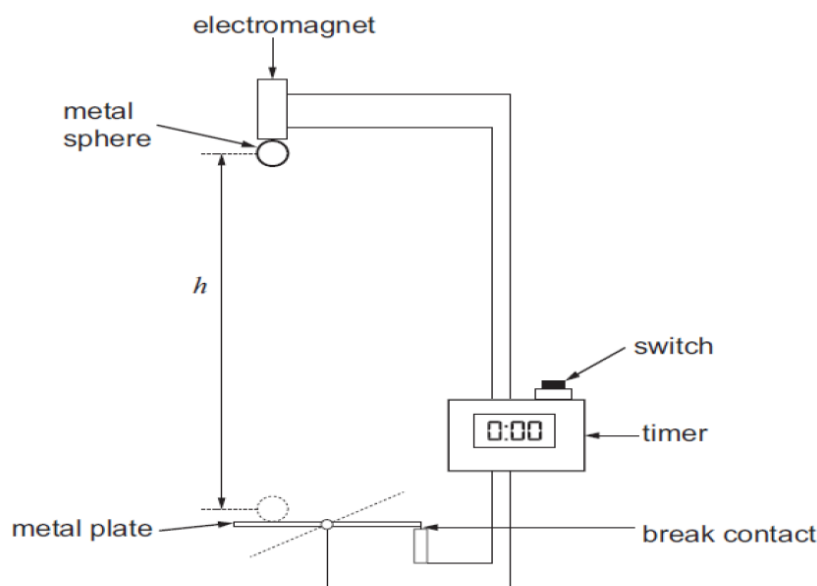 electromagnet
metal
sphere
h
switch
0:00
timer
metal plate
break contact